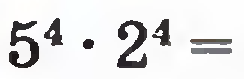 5⁴ · 2⁴ =